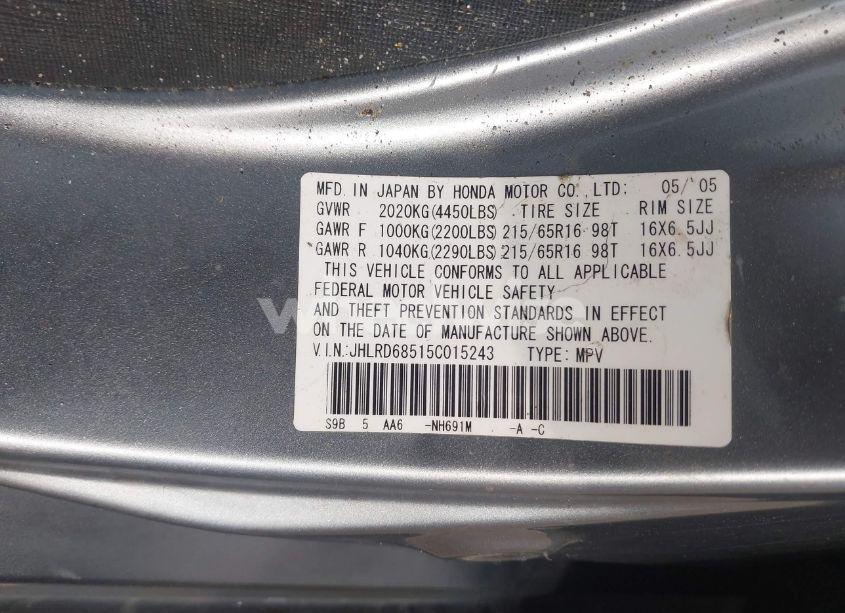 MFD. IN JAPAN BY HONDA MOTOR CO., LTD: 05/'05
GVWR 2020KG(4450LBS) TIRE SIZE RIM SIZE
GAWR F 1000KG(2200LBS) 215/65R16 98T 16X6.5JJ
GAWR R 1040KG(2290LBS) 215/65R16 98T 16X6.5JJ
THIS VEHICLE CONFORMS TO ALL APPLICABLE
FEDERAL MOTOR VEHICLE SAFETY
AND THEFT PREVENTION STANDARDS IN EFFECT
ON THE DATE OF MANUFACTURE SHOWN ABOVE.
V.I.N.:JHLRD68515C015243 TYPE: MPV
S9B 5 AA6 -NH691M -A -C